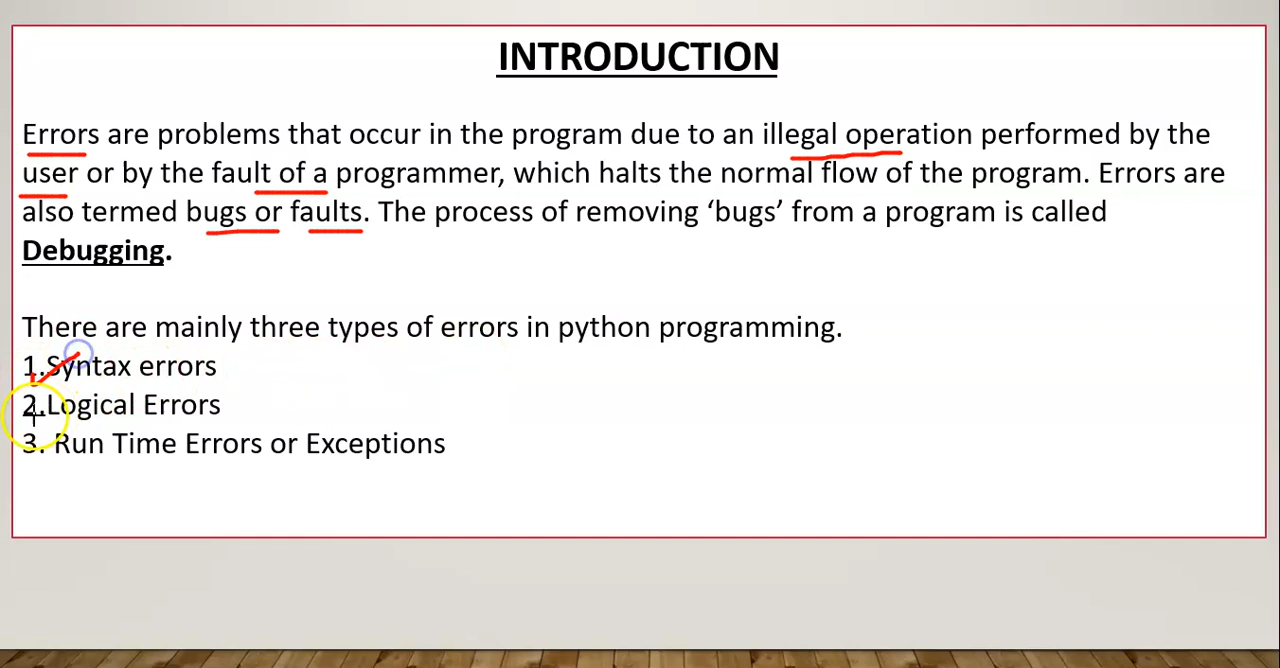 INTRODUCTION
Errors are problems that occur in the program due to an illegal operation performed by the
user or by the fault of a programmer, which halts the normal flow of the program. Errors are
also termed bugs or faults. The process of removing ‘bugs’ from a program is called
Debugging.
There are mainly three types of errors in python programming.
1.Syntax errors
2.Logical Errors
3. Run Time Errors or Exceptions